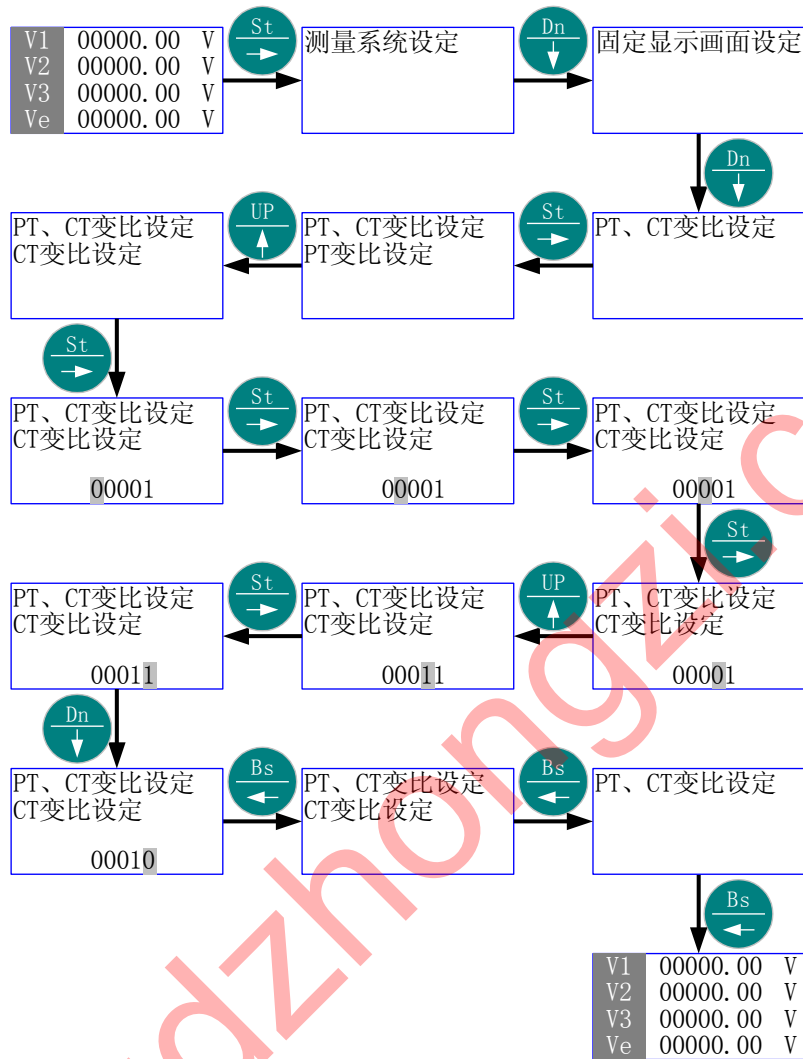 V1 00000.00 V
V2 00000.00 V
V3 00000.00 V
Ve 00000.00 V
St
测量系统设定
Dn
固定显示画面设定
Dn
PT、CT变比设定
St
PT、CT变比设定
PT变比设定
UP
PT、CT变比设定
CT变比设定
St
PT、CT变比设定
CT变比设定
00001
St
PT、CT变比设定
CT变比设定
00001
St
PT、CT变比设定
CT变比设定
00001
St
PT、CT变比设定
CT变比设定
00001
UP
PT、CT变比设定
CT变比设定
00011
St
PT、CT变比设定
CT变比设定
00011
Dn
PT、CT变比设定
CT变比设定
00010
Bs
PT、CT变比设定
CT变比设定
Bs
PT、CT变比设定
Bs
V1 00000.00 V
V2 00000.00 V
V3 00000.00 V
Ve 00000.00 V
dzhongzi.c